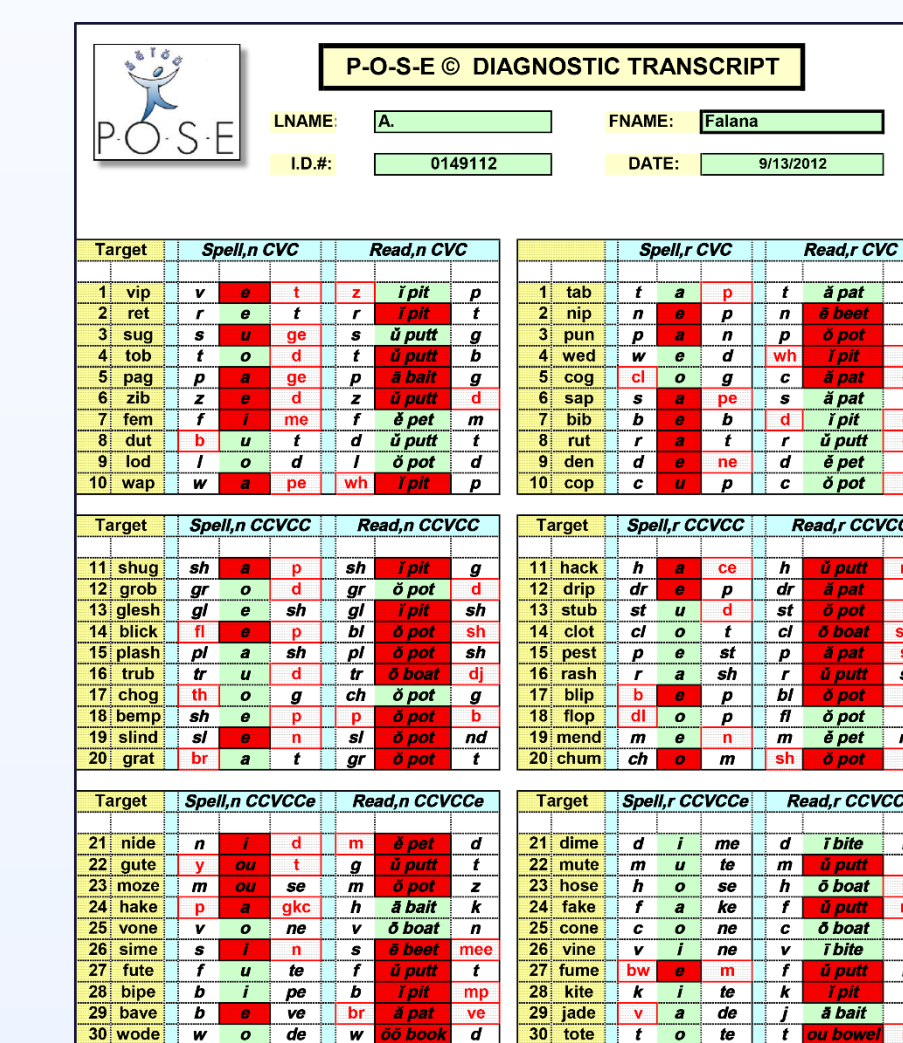 P-O-S-E © DIAGNOSTIC TRANSCRIPT
P·O·S·E
LNAME: A. FNAME: Falana
I.D.#: 0149112 DATE: 9/13/2012
Target Spell,n CVC Read,n CVC
1 vip v e t z ĭ pit p
2 ret r e t r ĭ pit t
3 sug s u ge s ŭ putt g
4 tob t o d t ŭ putt b
5 pag p a ge p ā bait g
6 zib z e d z ŭ putt d
7 fem f i me f ĕ pet m
8 dut b u t d ŭ putt t
9 lod l o d l ŏ pot d
10 wap w a pe wh ĭ pit p
Spell,r CVC Read,r CVC
1 tab t a p t ă pat
2 nip n e p n ē beet
3 pun p a n p ŏ pot
4 wed w e d wh ĭ pit
5 cog cl o g c ă pat
6 sap s a pe s ă pat
7 bib b e b d ĭ pit
8 rut r a t r ŭ putt
9 den d e ne d ĕ pet
10 cop c u p c ŏ pot
Target Spell,n CCVCC Read,n CCVCC
11 shug sh a p sh ĭ pit g
12 grob gr o d gr ŏ pot d
13 glesh gl e sh gl ĭ pit sh
14 blick fl e p bl ŏ pot sh
15 plash pl a sh pl ŏ pot sh
16 trub tr u d tr ō boat dj
17 chog th o g ch ŏ pot g
18 bemp sh e p p ŏ pot b
19 slind sl e n sl ŏ pot nd
20 grat br a t gr ŏ pot t
Target Spell,r CCVCC Read,r CCVCC
11 hack h a ce h ŭ putt
12 drip dr e p dr ă pat
13 stub st u d st ŏ pot
14 clot cl o t cl ō boat
15 pest p e st p ă pat
16 rash r a sh r ŭ putt
17 blip b e p bl ŏ pot
18 flop dl o p fl ŏ pot
19 mend m e n m ĕ pet
20 chum ch o m sh ŏ pot
Target Spell,n CCVCCe Read,n CCVCCe
21 nide n i d m ĕ pet d
22 gute y ou t g ŭ putt t
23 moze m ou se m ŏ pot z
24 hake p a gkc h ā bait k
25 vone v o ne v ō boat n
26 sime s i n s ē beet mee
27 fute f u te f ŭ putt t
28 bipe b i pe b ĭ pit mp
29 bave b e ve br ă pat ve
30 wode w o de w ŏŏ book d
Target Spell,r CCVCCe Read,r CCVCC
21 dime d i me d ī bite
22 mute m u te m ŭ putt
23 hose h o se h ō boat
24 fake f a ke f ŭ putt
25 cone c o ne c ō boat
26 vine v i ne v ī bite
27 fume bw e m f ŭ putt
28 kite k i te k ĭ pit
29 jade v a de j ā bait
30 tote t o te t ou bowel